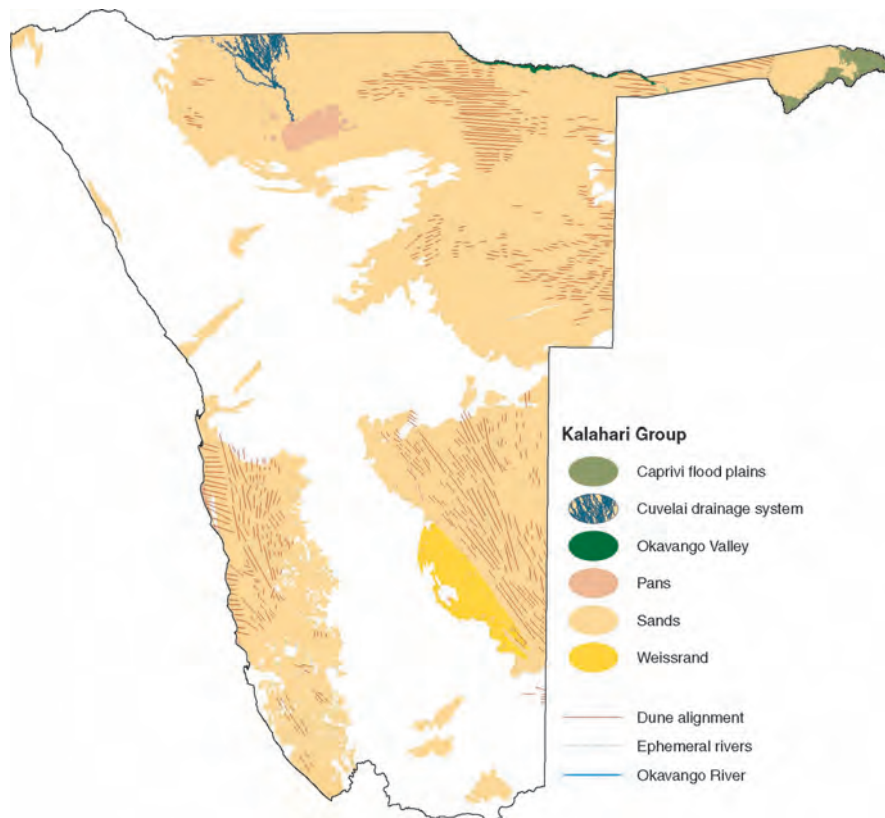 Kalahari Group
Caprivi flood plains
Cuvelai drainage system
Okavango Valley
Pans
Sands
Weissrand
Dune alignment
Ephemeral rivers
Okavango River